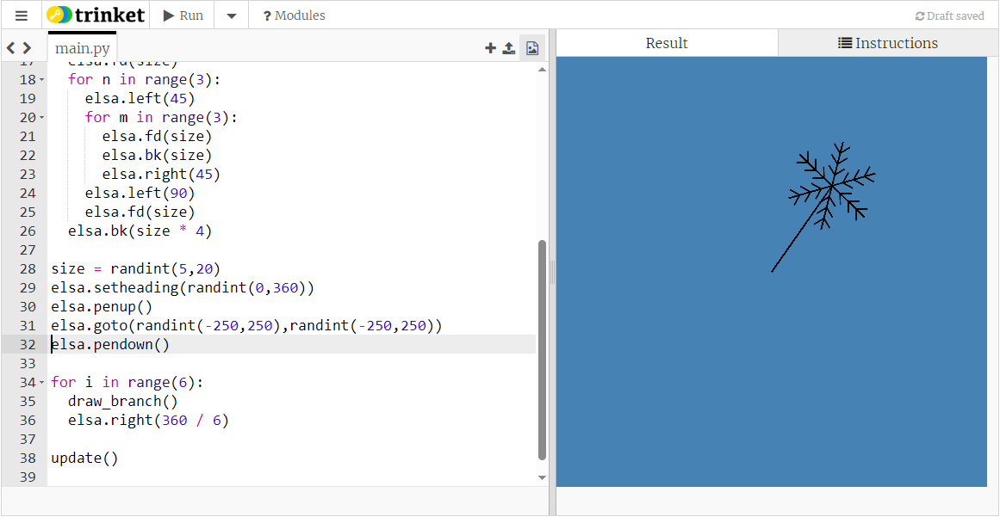 trinket
Run
? Modules
Draft saved
main.py
Result
Instructions
17 elsa.fd(size)
18 for n in range(3):
19 elsa.left(45)
20 for m in range(3):
21 elsa.fd(size)
22 elsa.bk(size)
23 elsa.right(45)
24 elsa.left(90)
25 elsa.fd(size)
26 elsa.bk(size * 4)
27
28 size = randint(5,20)
29 elsa.setheading(randint(0,360))
30 elsa.penup()
31 elsa.goto(randint(-250,250),randint(-250,250))
32 elsa.pendown()
33
34 for i in range(6):
35 draw_branch()
36 elsa.right(360 / 6)
37
38 update()
39